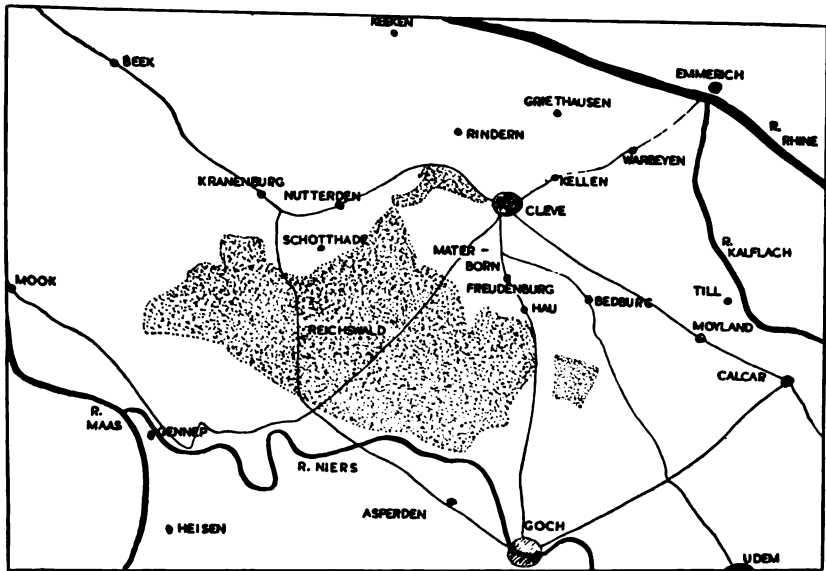 REEKEN
BEEK
EMMERICH
GRIETHAUSEN
RINDERN
R.
RHINE
WARBEYEN
KRANENBURG
NUTTERDEN
KELLEN
CLEVE
SCHOTTHADE
MATER-
BORN
R.
KALFLACH
MOOK
FREUDENBURG
HAU
BEDBURG
TILL
REICHSWALD
MOYLAND
CALCAR
R.
MAAS
GENNEP
R. NIERS
ASPERDEN
HEISEN
GOCH
UDEM